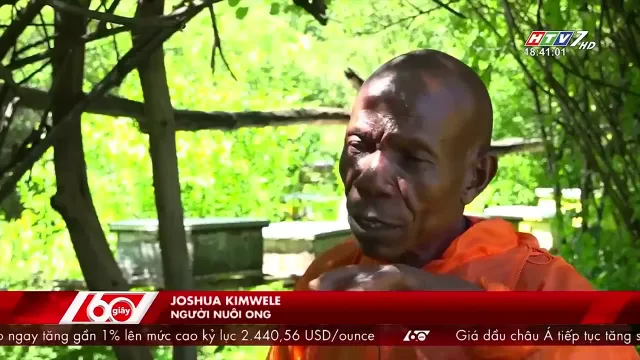 HTV7 HD
18:41:01
60 giây
JOSHUA KIMWELE
NGƯỜI NUÔI ONG
ngay tăng gần 1% lên mức cao kỷ lục 2.440,56 USD/ounce 60 Giá dầu châu Á tiếp tục tăng